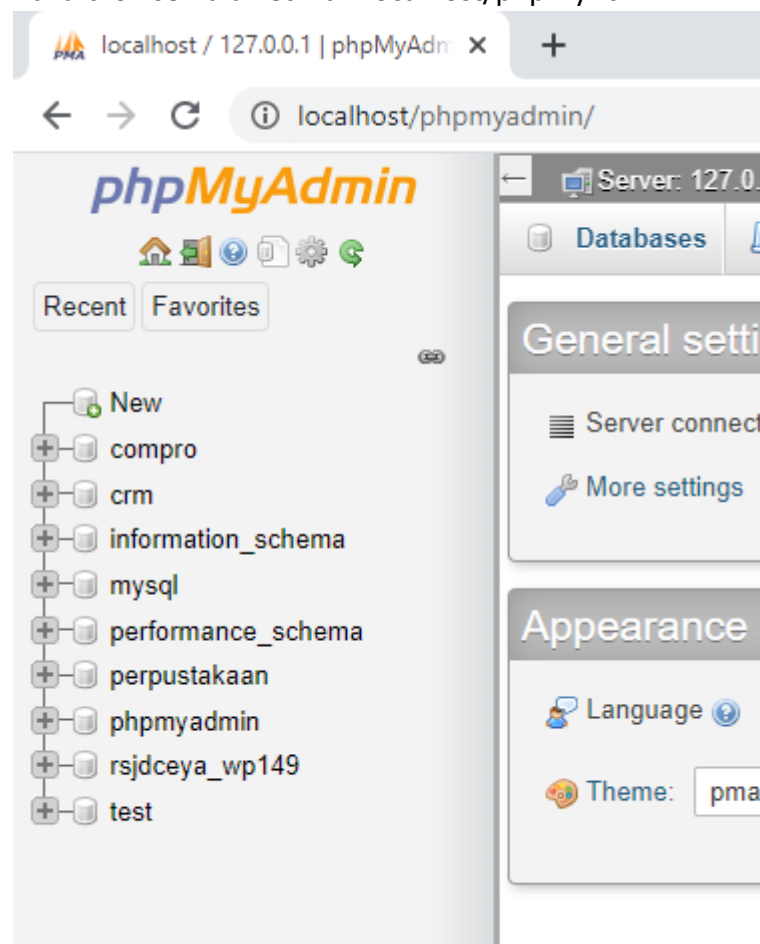 localhost / 127.0.0.1 | phpMyAdm
localhost/phpmyadmin/
phpMyAdmin
Recent Favorites
New
compro
crm
information_schema
mysql
performance_schema
perpustakaan
phpmyadmin
rsjdceya_wp149
test
Server: 127.0.
Databases
General setti
Server connect
More settings
Appearance
Language
Theme: pma